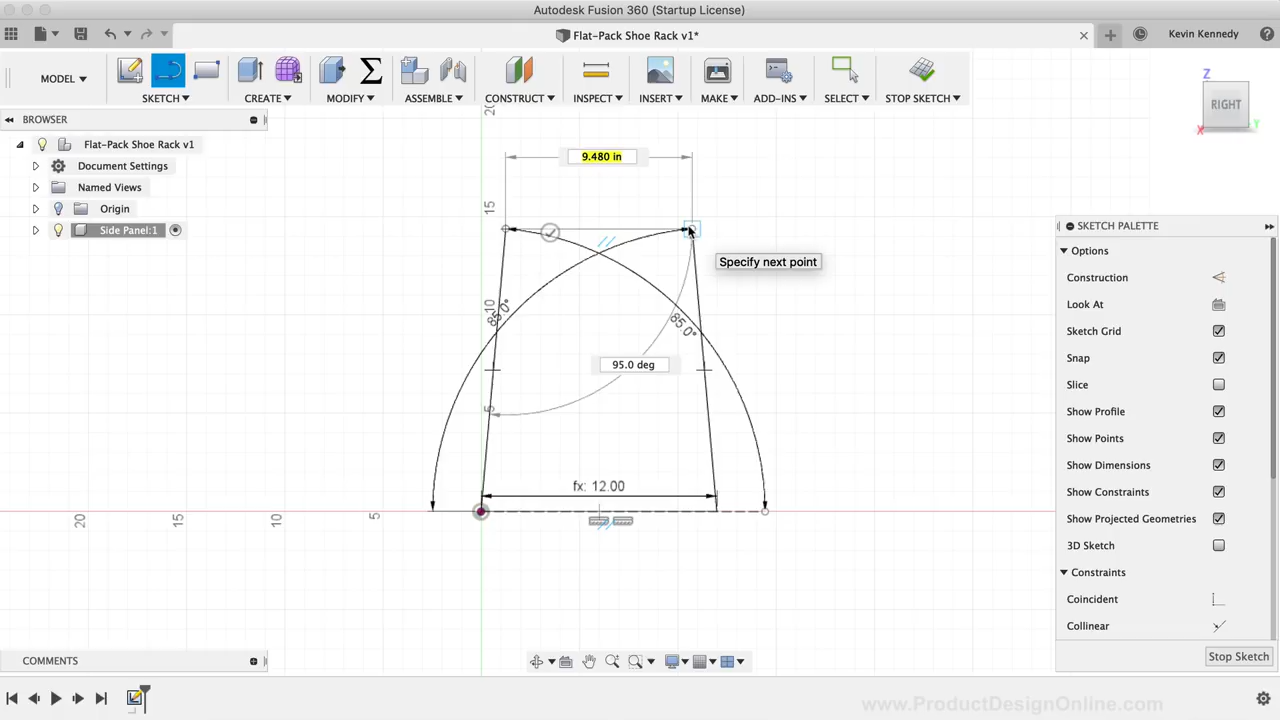 Autodesk Fusion 360 (Startup License)
Flat-Pack Shoe Rack v1*
Kevin Kennedy
MODEL
SKETCH
CREATE
MODIFY
ASSEMBLE
CONSTRUCT
INSPECT
INSERT
MAKE
ADD-INS
SELECT
STOP SKETCH
Z
RIGHT
X
Y
BROWSER
Flat-Pack Shoe Rack v1
Document Settings
Named Views
Origin
Side Panel:1
20
9.480 in
15
Specify next point
10
85.0°
85.0°
95.0 deg
5
fx: 12.00
20
15
10
5
SKETCH PALETTE
Options
Construction
Look At
Sketch Grid
Snap
Slice
Show Profile
Show Points
Show Dimensions
Show Constraints
Show Projected Geometries
3D Sketch
Constraints
Coincident
Collinear
Stop Sketch
COMMENTS
www.ProductDesignOnline.com